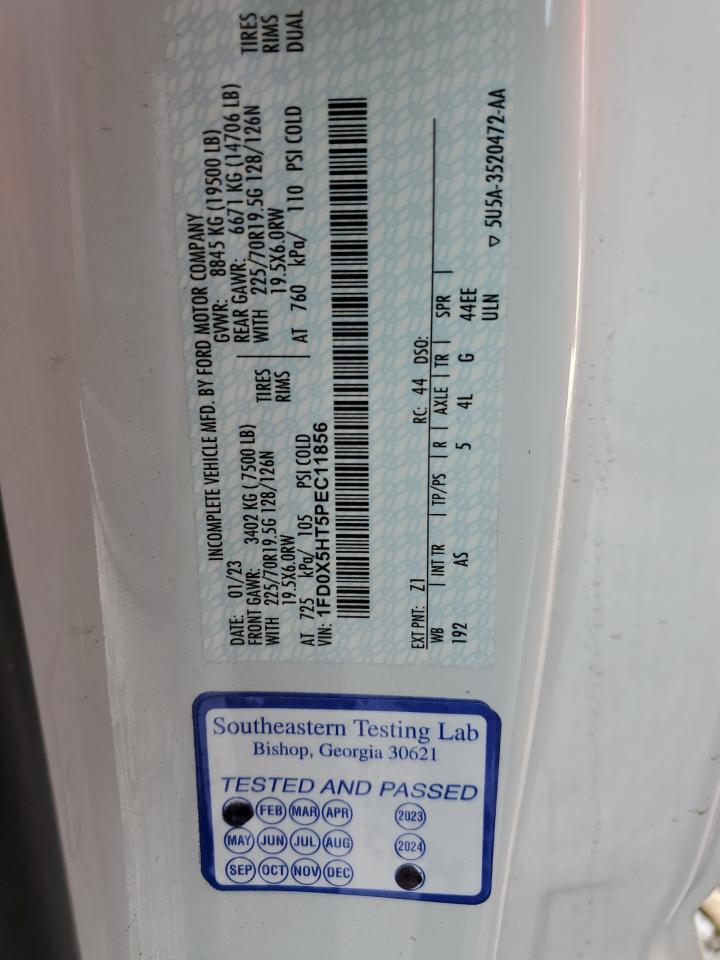 INCOMPLETE VEHICLE MFD. BY FORD MOTOR COMPANY
DATE: 01/23 GVWR: 8845 KG (19500 LB)
FRONT GAWR: 3402 KG ( 7500 LB) REAR GAWR: 6671 KG (14706 LB)
WITH 225/70R19.5G 128/126N TIRES WITH 225/70R19.5G 128/126N TIRES
19.5X6.0RW RIMS 19.5X6.0RW RIMS
AT 725 kPa/ 105 PSI COLD AT 760 kPa/ 110 PSI COLD DUAL
VIN: 1FD0X5HT5PEC11856
EXT PNT: Z1 RC: 44 DSO:
WB INT TR TP/PS R AXLE TR SPR
192 AS 5 4L G 44EE
ULN
▽ 5U5A-3520472-AA
Southeastern Testing Lab
Bishop, Georgia 30621
TESTED AND PASSED
FEB MAR APR 2023
MAY JUN JUL AUG 2024
SEP OCT NOV DEC